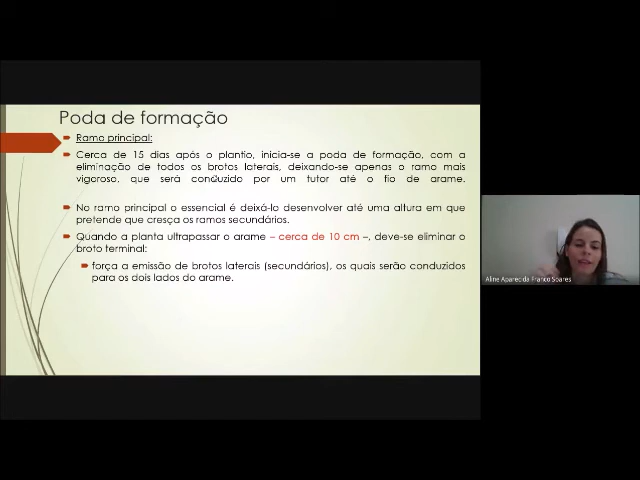 Poda de formação
Ramo principal:
Cerca de 15 dias após o plantio, inicia-se a poda de formação, com a
eliminação de todos os brotos laterais, deixando-se apenas o ramo mais
vigoroso, que será conduzido por um tutor até o fio de arame.
No ramo principal o essencial é deixá-lo desenvolver até uma altura em que
pretende que cresça os ramos secundários.
Quando a planta ultrapassar o arame – cerca de 10 cm –, deve-se eliminar o
broto terminal:
força a emissão de brotos laterais (secundários), os quais serão conduzidos
para os dois lados do arame.
Aline Aparecida Franco Soares